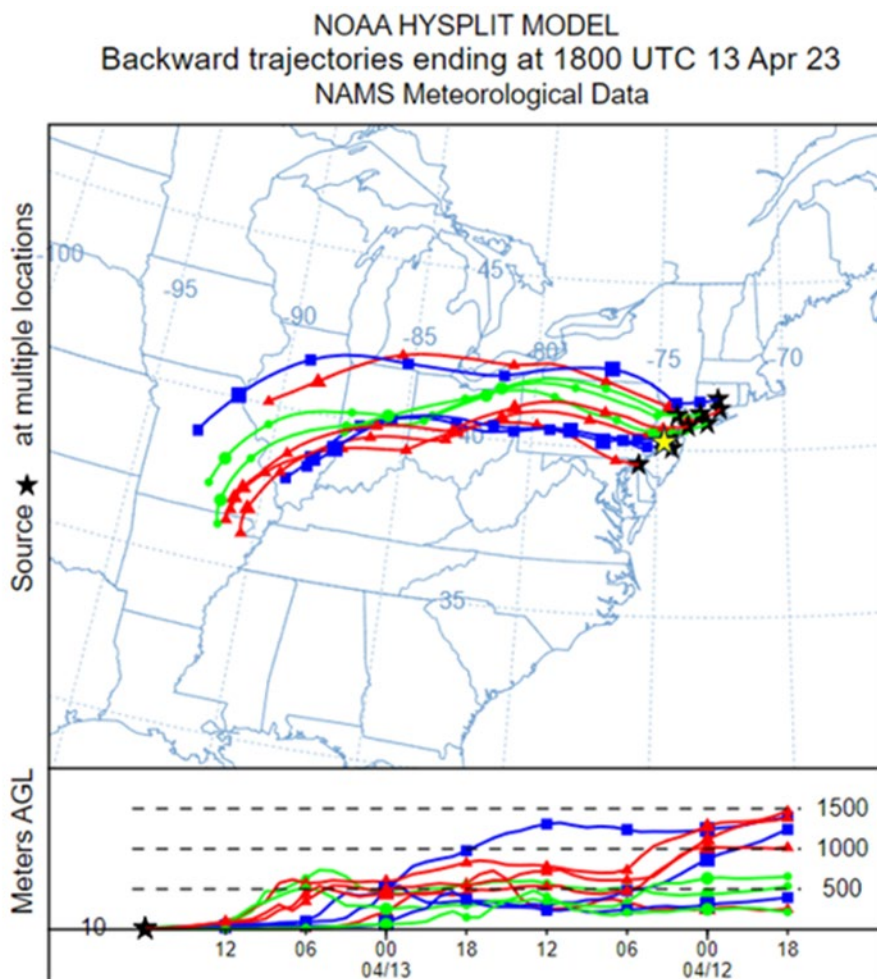 NOAA HYSPLIT MODEL
Backward trajectories ending at 1800 UTC 13 Apr 23
NAMS Meteorological Data
Source ★ at multiple locations
-100
-95
-90
-85
-80
-75
-70
45
40
35
Meters AGL
1500
1000
500
10
12 06 00 18 12 06 00 18
04/13 04/12